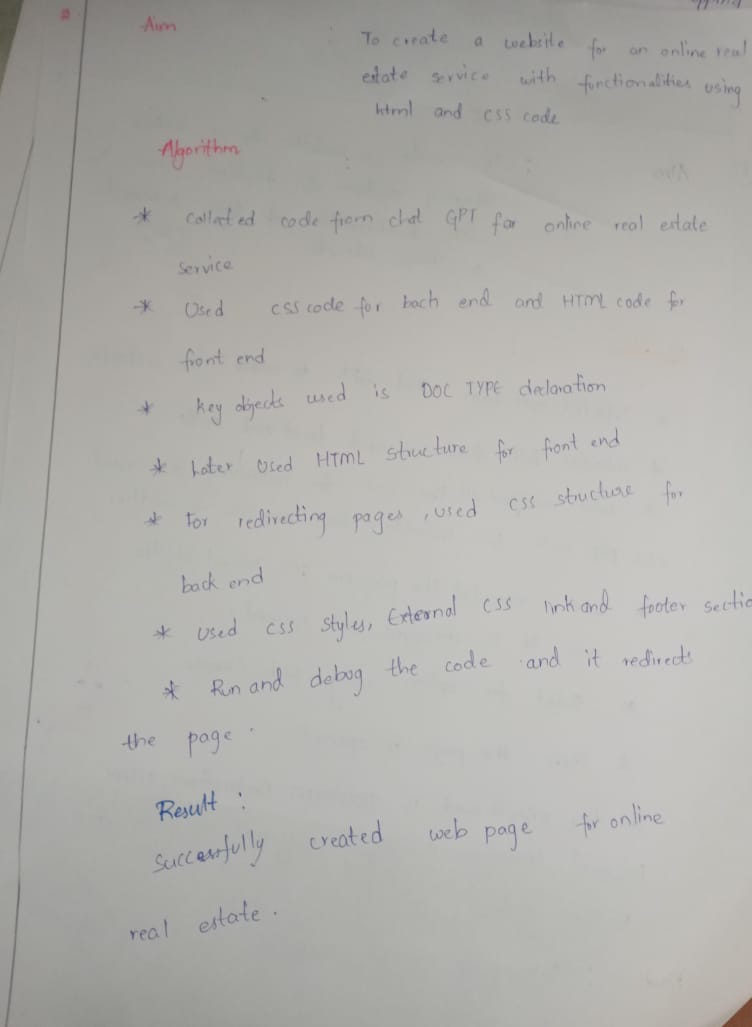 Aim
To create a website for an online real
estate service with functionalities using
html and css code
Algorithm
* Collected code from chat GPT for online real estate
service
* Used css code for bach end and HTML code for
front end
* Key objects used is DOC TYPE declaration
* Later Used HTML structure for front end
* For redirecting pages, used css structure for
back end
* Used css styles, External css link and footer sectio
* Run and debug the code and it redirects
the page.
Result :
Successfully created web page for online
real estate.